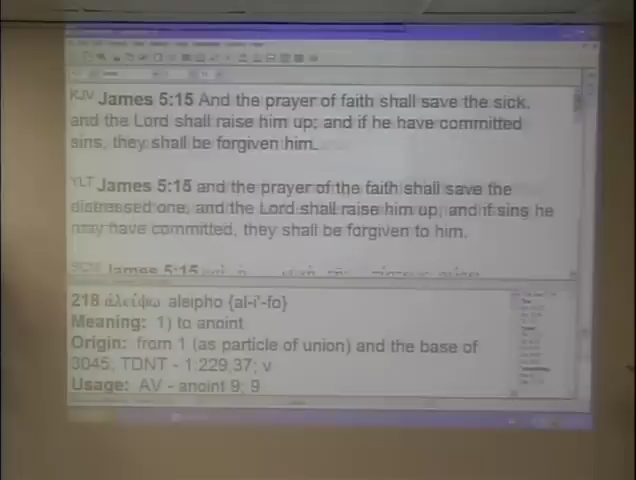 KJV James 5:15 And the prayer of faith shall save the sick,
and the Lord shall raise him up; and if he have committed
sins, they shall be forgiven him.
YLT James 5:15 and the prayer of the faith shall save the
distressed one, and the Lord shall raise him up, and if sins he
may have committed, they shall be forgiven to him.
James 5:15
218 ἀλείφω aleipho {al-i'-fo}
Meaning: 1) to anoint
Origin: from 1 (as particle of union) and the base of
3045; TDNT - 1:229,37; v
Usage: AV - anoint 9; 9